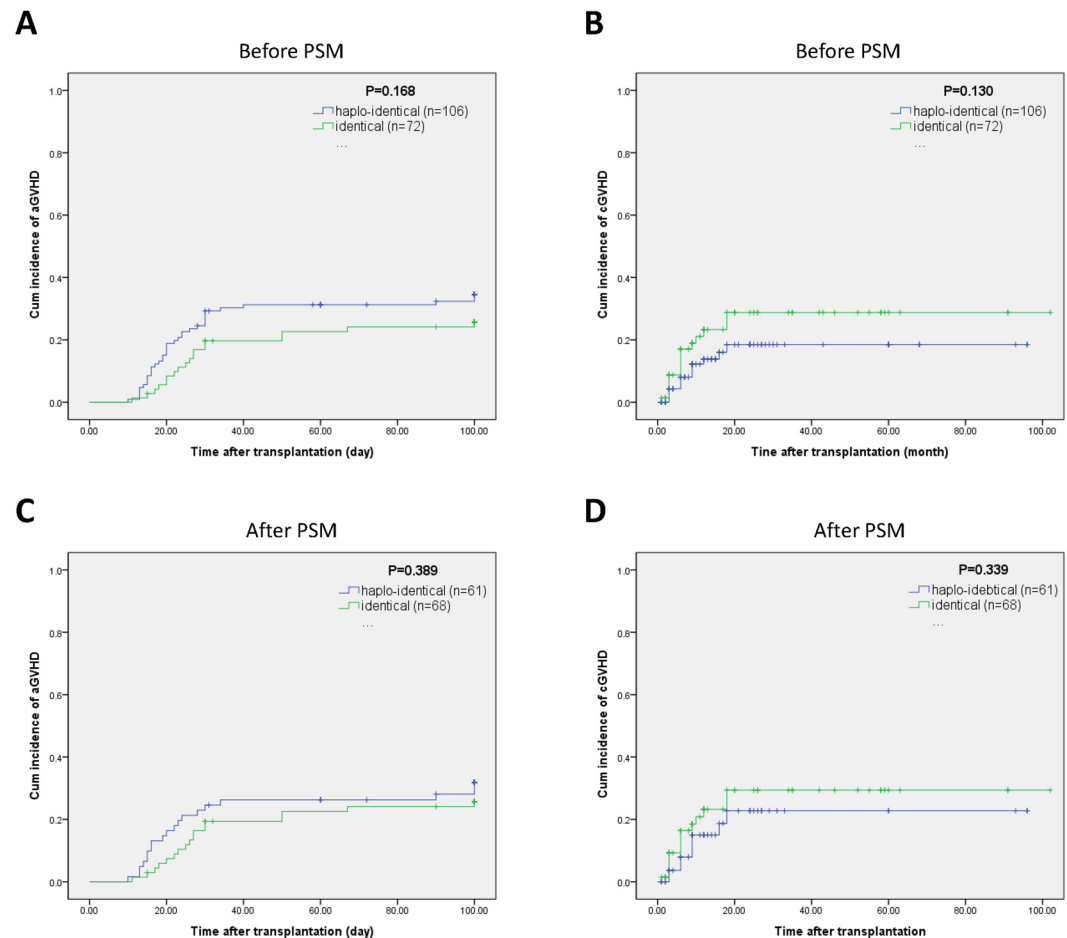 A
Before PSM
P=0.168
haplo-identical (n=106)
identical (n=72)
...
Cum incidence of aGVHD
1.0
0.8
0.6
0.4
0.2
0.0
0.00 20.00 40.00 60.00 80.00 100.00
Time after transplantation (day)
B
Before PSM
P=0.130
haplo-identical (n=106)
identical (n=72)
...
Cum incidence of cGVHD
1.0
0.8
0.6
0.4
0.2
0.0
0.00 20.00 40.00 60.00 80.00 100.00
Tine after transplantation (month)
C
After PSM
P=0.389
haplo-identical (n=61)
identical (n=68)
...
Cum incidence of aGVHD
1.0
0.8
0.6
0.4
0.2
0.0
0.00 20.00 40.00 60.00 80.00 100.00
Time after transplantation (day)
D
After PSM
P=0.339
haplo-idebtical (n=61)
identical (n=68)
...
Cum incidence of cGVHD
1.0
0.8
0.6
0.4
0.2
0.0
0.00 20.00 40.00 60.00 80.00 100.00
Time after transplantation